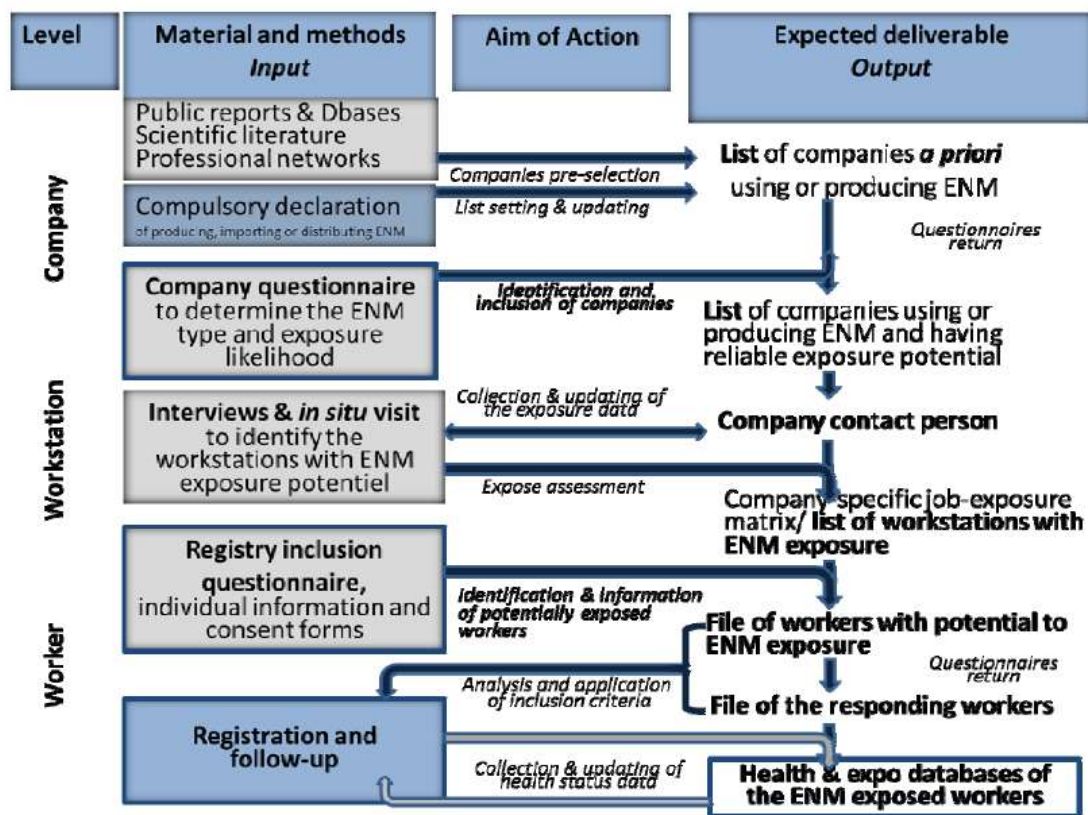 Level
Material and methods
Input
Aim of Action
Expected deliverable
Output
Company
Public reports & Dbases
Scientific literature
Professional networks
Companies pre-selection
List of companies a priori
using or producing ENM
Compulsory declaration
of producing, importing or distributing ENM
List setting & updating
Questionnaires
return
Company questionnaire
to determine the ENM
type and exposure
likelihood
Identification and
inclusion of companies
List of companies using or
producing ENM and having
reliable exposure potential
Workstation
Interviews & in situ visit
to identify the
workstations with ENM
exposure potentiel
Collection & updating of
the exposure data
Company contact person
Expose assessment
Company-specific job-exposure
matrix/ list of workstations with
ENM exposure
Worker
Registry inclusion
questionnaire,
individual information and
consent forms
Identification & information
of potentially exposed
workers
File of workers with potential to
ENM exposure
Questionnaires
return
Analysis and application
of inclusion criteria
File of the responding workers
Registration and
follow-up
Collection & updating of
health status data
Health & expo databases of
the ENM exposed workers